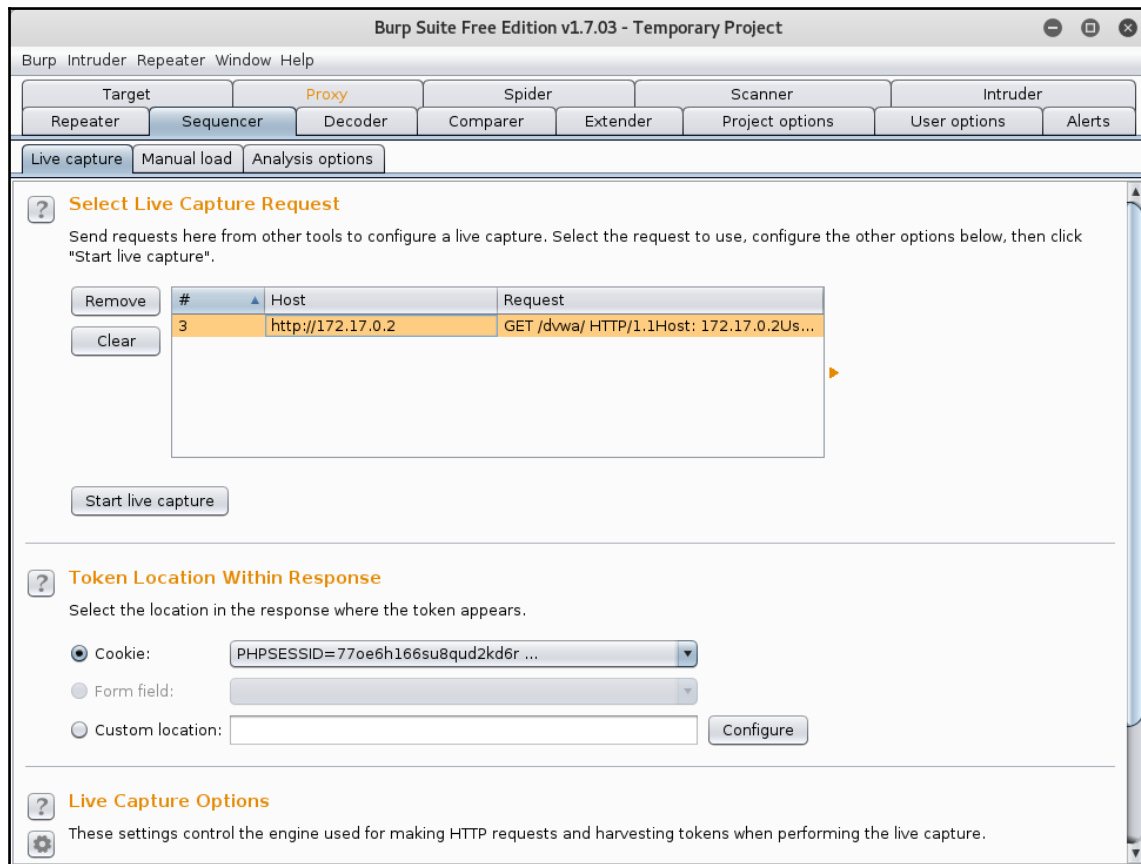 Burp Suite Free Edition v1.7.03 - Temporary Project
Burp Intruder Repeater Window Help
Target Proxy Spider Scanner Intruder
Repeater Sequencer Decoder Comparer Extender Project options User options Alerts
Live capture Manual load Analysis options
? Select Live Capture Request
Send requests here from other tools to configure a live capture. Select the request to use, configure the other options below, then click
"Start live capture".
Remove # Host Request
3 http://172.17.0.2 GET /dvwa/ HTTP/1.1Host: 172.17.0.2Us...
Clear
Start live capture
? Token Location Within Response
Select the location in the response where the token appears.
Cookie: PHPSESSID=77oe6h166su8qud2kd6r ...
Form field:
Custom location: Configure
? Live Capture Options
These settings control the engine used for making HTTP requests and harvesting tokens when performing the live capture.